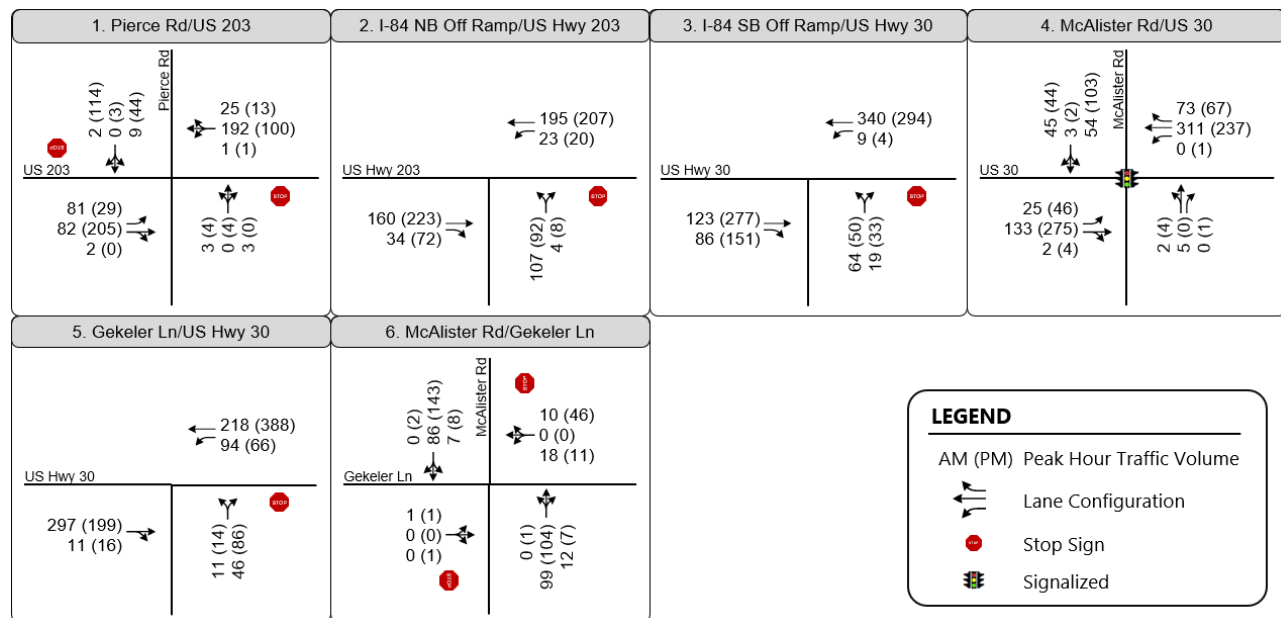 1. Pierce Rd/US 203
Pierce Rd
2 (114)
0 (3)
9 (44)
25 (13)
192 (100)
1 (1)
STOP
US 203
81 (29)
82 (205)
2 (0)
3 (4)
0 (4)
3 (0)
STOP
2. I-84 NB Off Ramp/US Hwy 203
195 (207)
23 (20)
US Hwy 203
160 (223)
34 (72)
107 (92)
4 (8)
STOP
3. I-84 SB Off Ramp/US Hwy 30
340 (294)
9 (4)
US Hwy 30
123 (277)
86 (151)
64 (50)
19 (33)
STOP
4. McAlister Rd/US 30
McAlister Rd
45 (44)
3 (2)
54 (103)
73 (67)
311 (237)
0 (1)
US 30
25 (46)
133 (275)
2 (4)
2 (4)
5 (0)
0 (1)
5. Gekeler Ln/US Hwy 30
218 (388)
94 (66)
US Hwy 30
297 (199)
11 (16)
11 (14)
46 (86)
STOP
6. McAlister Rd/Gekeler Ln
McAlister Rd
0 (2)
86 (143)
7 (8)
STOP
10 (46)
0 (0)
18 (11)
Gekeler Ln
1 (1)
0 (0)
0 (1)
STOP
0 (1)
99 (104)
12 (7)
LEGEND
AM (PM) Peak Hour Traffic Volume
Lane Configuration
STOP Stop Sign
Signalized